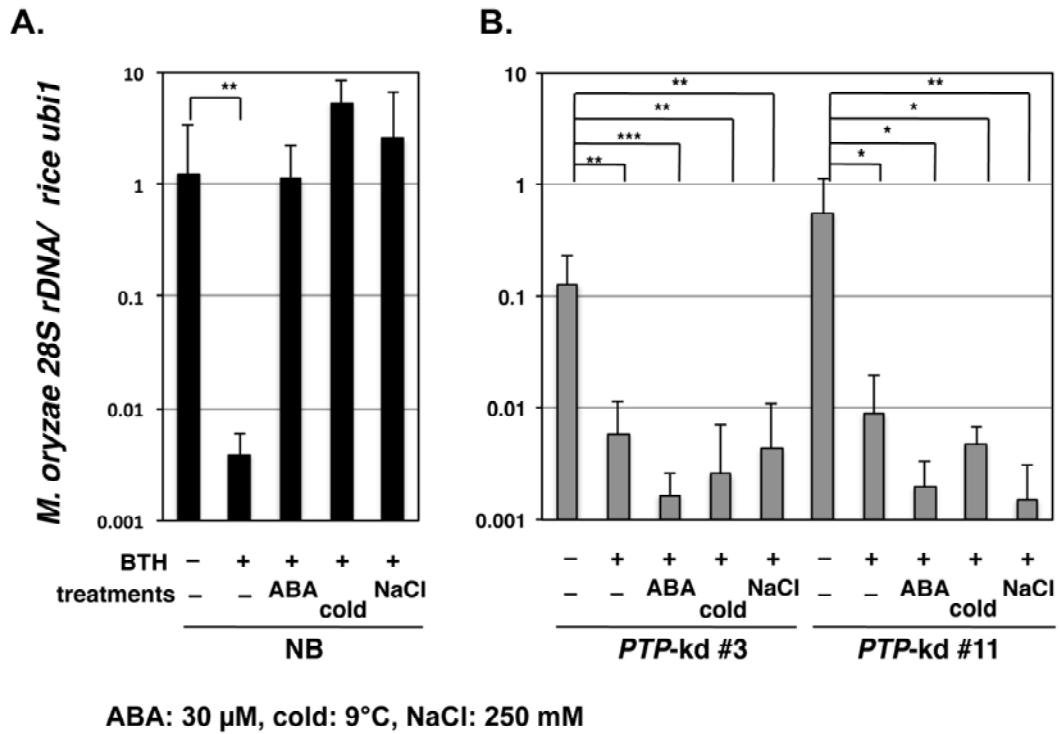 A.
B.
M. oryzae 28S rDNA/ rice ubi1
10
1
0.1
0.01
0.001
**
10
1
0.1
0.01
0.001
**
**
***
**
**
*
*
*
BTH – + + + +
treatments – – ABA cold NaCl
NB
– + + + + – + + + +
– – ABA cold NaCl – – ABA cold NaCl
PTP-kd #3 PTP-kd #11
ABA: 30 µM, cold: 9°C, NaCl: 250 mM